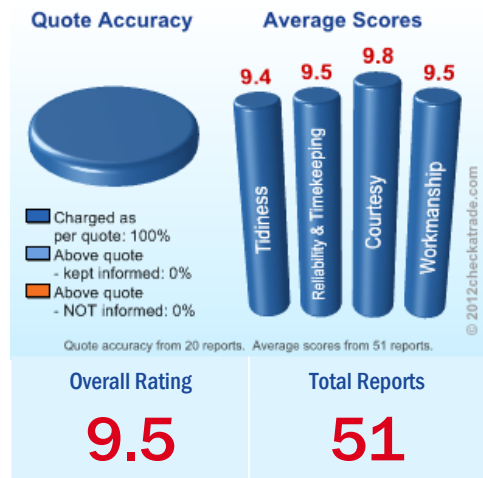 Quote Accuracy
Charged as
per quote: 100%
Above quote
- kept informed: 0%
Above quote
- NOT informed: 0%
Average Scores
9.4
9.5
9.8
9.5
Tidiness
Reliability & Timekeeping
Courtesy
Workmanship
© 2012checkatrade.com
Quote accuracy from 20 reports. Average scores from 51 reports.
Overall Rating
9.5
Total Reports
51